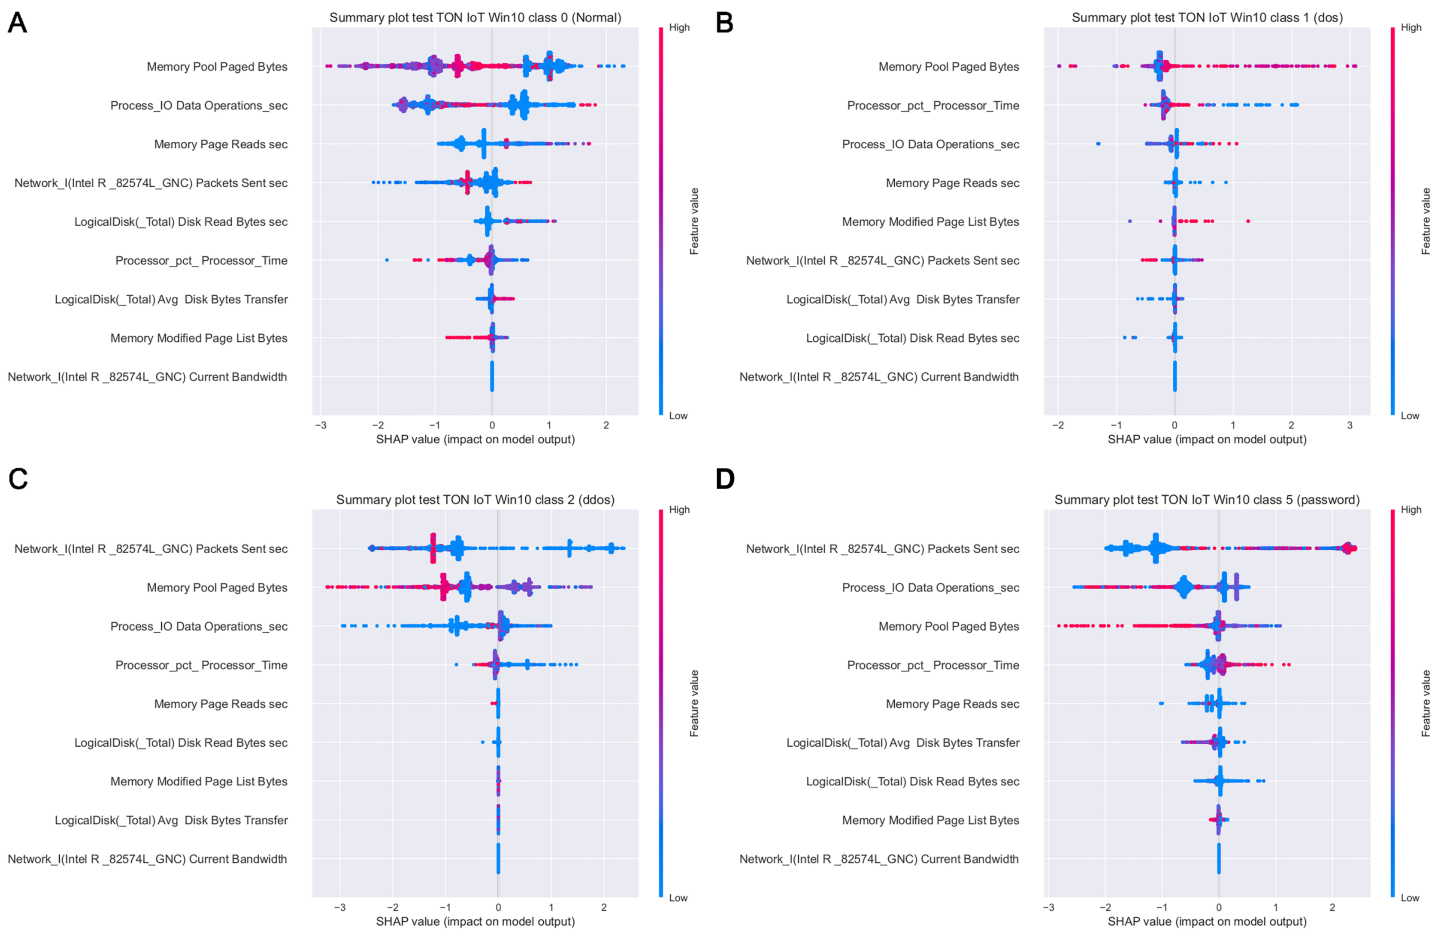 A
Summary plot test TON IoT Win10 class 0 (Normal)
High
Memory Pool Paged Bytes
Process_IO Data Operations_sec
Memory Page Reads sec
Network_I(Intel R _82574L_GNC) Packets Sent sec
LogicalDisk(_Total) Disk Read Bytes sec
Processor_pct_ Processor_Time
LogicalDisk(_Total) Avg  Disk Bytes Transfer
Memory Modified Page List Bytes
Network_I(Intel R _82574L_GNC) Current Bandwidth
Feature value
Low
−3 −2 −1 0 1 2
SHAP value (impact on model output)
B
Summary plot test TON IoT Win10 class 1 (dos)
High
Memory Pool Paged Bytes
Processor_pct_ Processor_Time
Process_IO Data Operations_sec
Memory Page Reads sec
Memory Modified Page List Bytes
Network_I(Intel R _82574L_GNC) Packets Sent sec
LogicalDisk(_Total) Avg  Disk Bytes Transfer
LogicalDisk(_Total) Disk Read Bytes sec
Network_I(Intel R _82574L_GNC) Current Bandwidth
Feature value
Low
−2 −1 0 1 2 3
SHAP value (impact on model output)
C
Summary plot test TON IoT Win10 class 2 (ddos)
High
Network_I(Intel R _82574L_GNC) Packets Sent sec
Memory Pool Paged Bytes
Process_IO Data Operations_sec
Processor_pct_ Processor_Time
Memory Page Reads sec
LogicalDisk(_Total) Disk Read Bytes sec
Memory Modified Page List Bytes
LogicalDisk(_Total) Avg  Disk Bytes Transfer
Network_I(Intel R _82574L_GNC) Current Bandwidth
Feature value
Low
−3 −2 −1 0 1 2
SHAP value (impact on model output)
D
Summary plot test TON IoT Win10 class 5 (password)
High
Network_I(Intel R _82574L_GNC) Packets Sent sec
Process_IO Data Operations_sec
Memory Pool Paged Bytes
Processor_pct_ Processor_Time
Memory Page Reads sec
LogicalDisk(_Total) Avg  Disk Bytes Transfer
LogicalDisk(_Total) Disk Read Bytes sec
Memory Modified Page List Bytes
Network_I(Intel R _82574L_GNC) Current Bandwidth
Feature value
Low
−3 −2 −1 0 1 2
SHAP value (impact on model output)